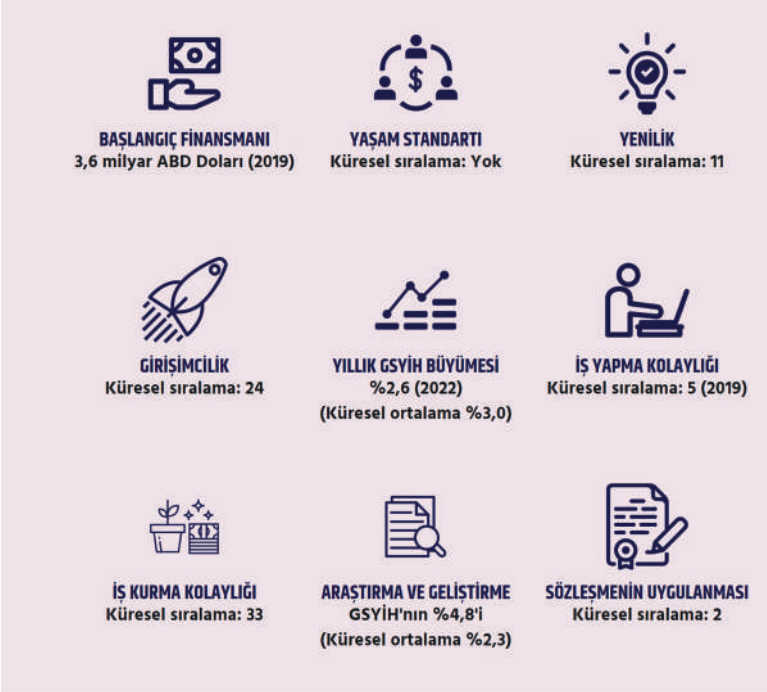 BAŞLANGIÇ FİNANSMANI
3,6 milyar ABD Doları (2019)
YAŞAM STANDARTI
Küresel sıralama: Yok
YENİLİK
Küresel sıralama: 11
GİRİŞİMCİLİK
Küresel sıralama: 24
YILLIK GSYİH BÜYÜMESİ
%2,6 (2022)
(Küresel ortalama %3,0)
İŞ YAPMA KOLAYLIĞI
Küresel sıralama: 5 (2019)
İŞ KURMA KOLAYLIĞI
Küresel sıralama: 33
ARAŞTIRMA VE GELİŞTİRME
GSYİH'nın %4,8'i
(Küresel ortalama %2,3)
SÖZLEŞMENİN UYGULANMASI
Küresel sıralama: 2